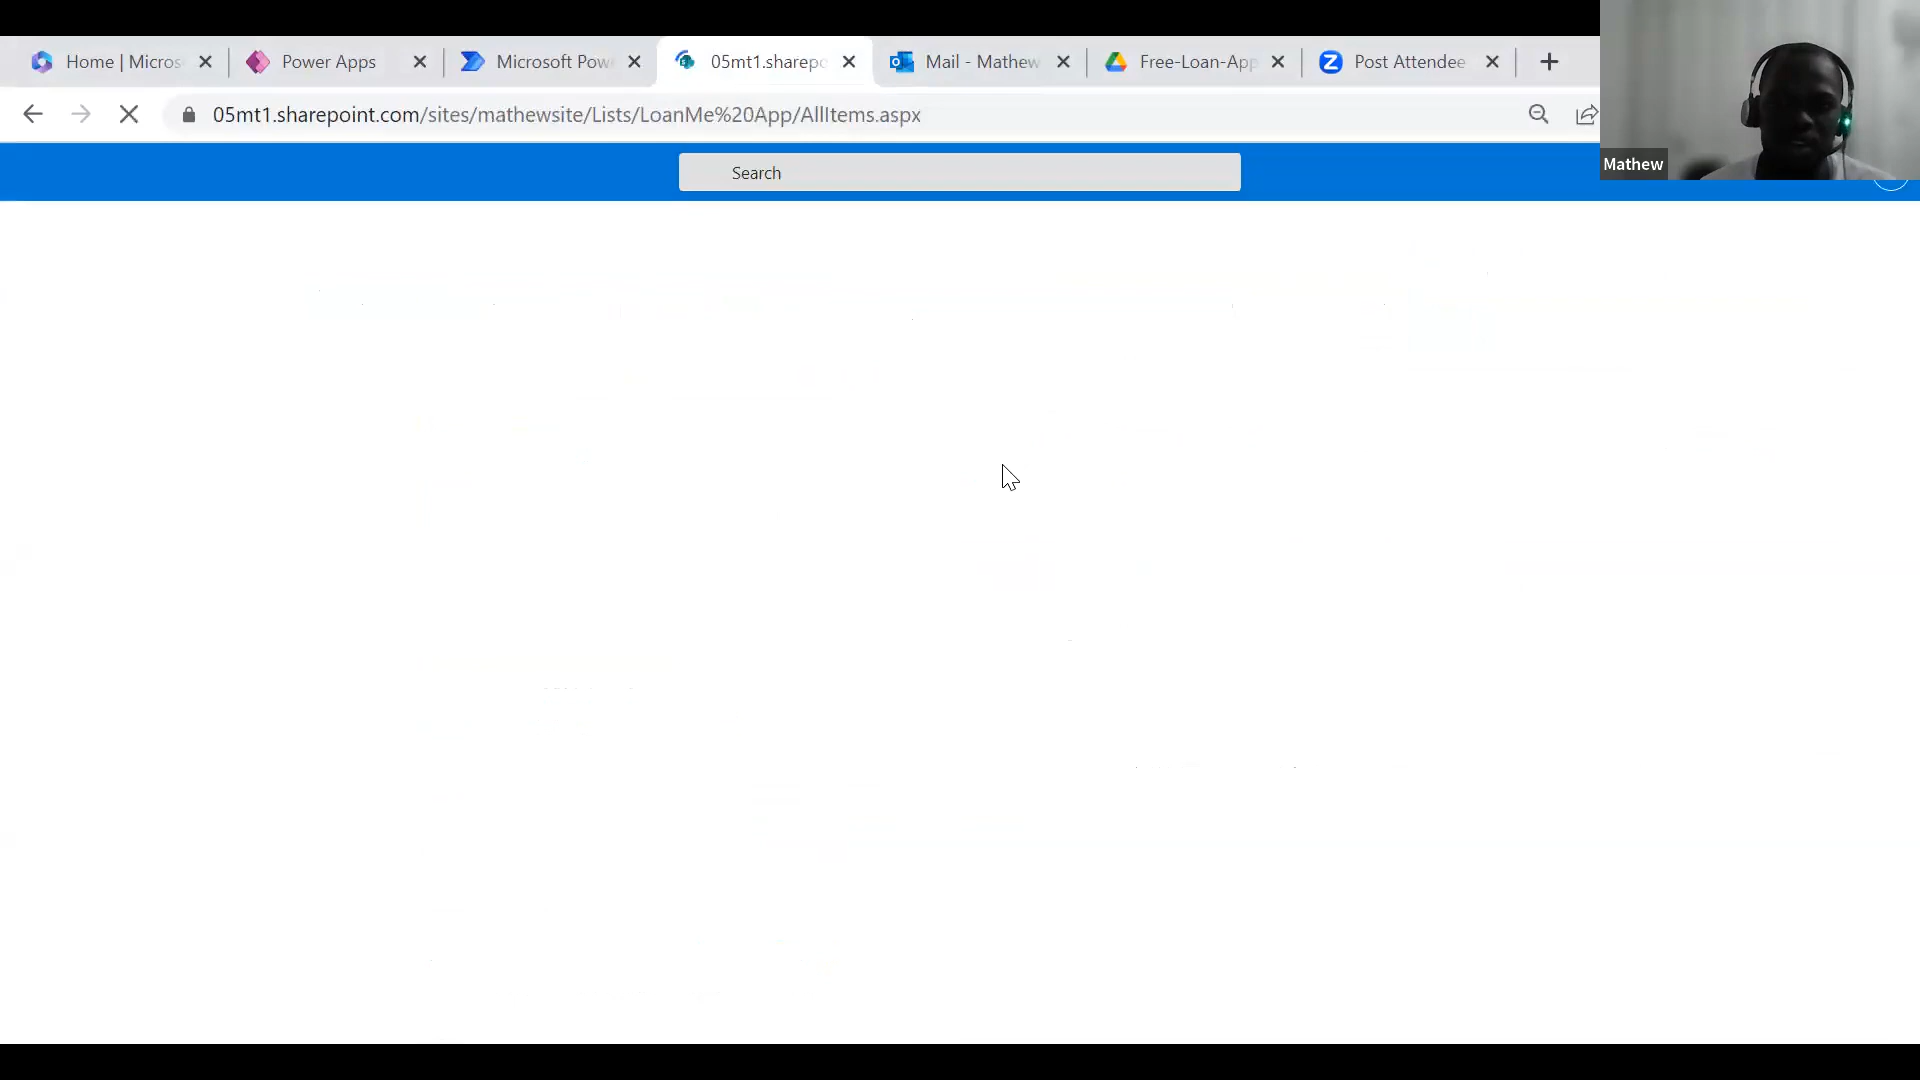 Home | Micros
Power Apps
Microsoft Pow
05mt1.sharepo
Mail - Mathew
Free-Loan-App
Post Attendee
05mt1.sharepoint.com/sites/mathewsite/Lists/LoanMe%20App/AllItems.aspx
Search
Mathew